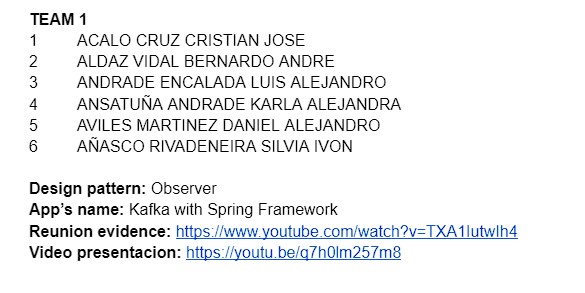 TEAM 1
1 ACALO CRUZ CRISTIAN JOSE
2 ALDAZ VIDAL BERNARDO ANDRE
3 ANDRADE ENCALADA LUIS ALEJANDRO
4 ANSATUÑA ANDRADE KARLA ALEJANDRA
5 AVILES MARTINEZ DANIEL ALEJANDRO
6 AÑASCO RIVADENEIRA SILVIA IVON
Design pattern: Observer
App's name: Kafka with Spring Framework
Reunion evidence: https://www.youtube.com/watch?v=TXA1IutwIh4
Video presentacion: https://youtu.be/q7h0lm257m8